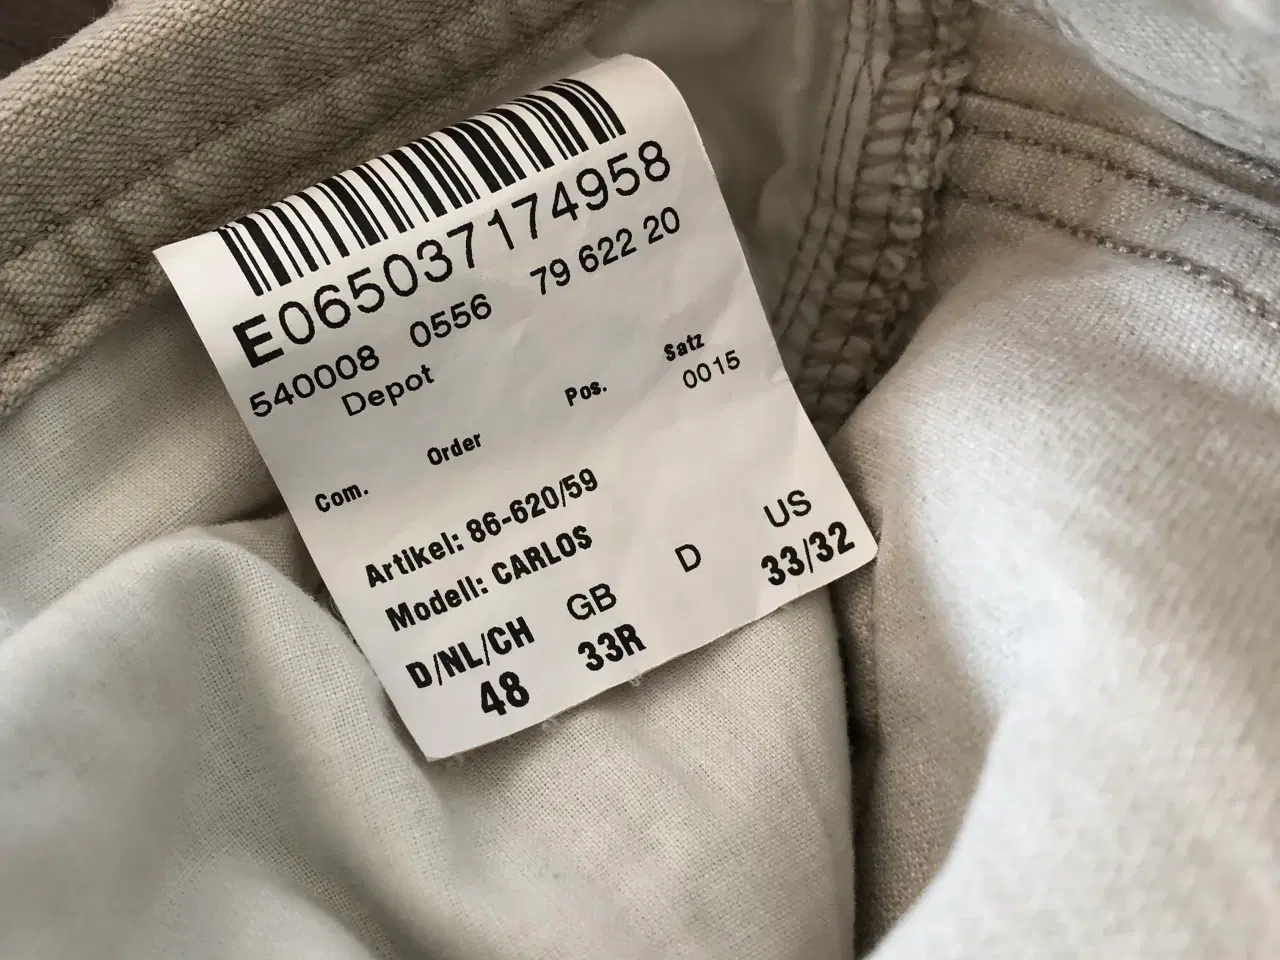 E065037174958
540008 0556 79 622 20
Depot
Satz
Pos. 0015
Order
Com.
Artikel: 86-620/59
Modell: CARLOS
D/NL/CH GB D US
48 33R 33/32